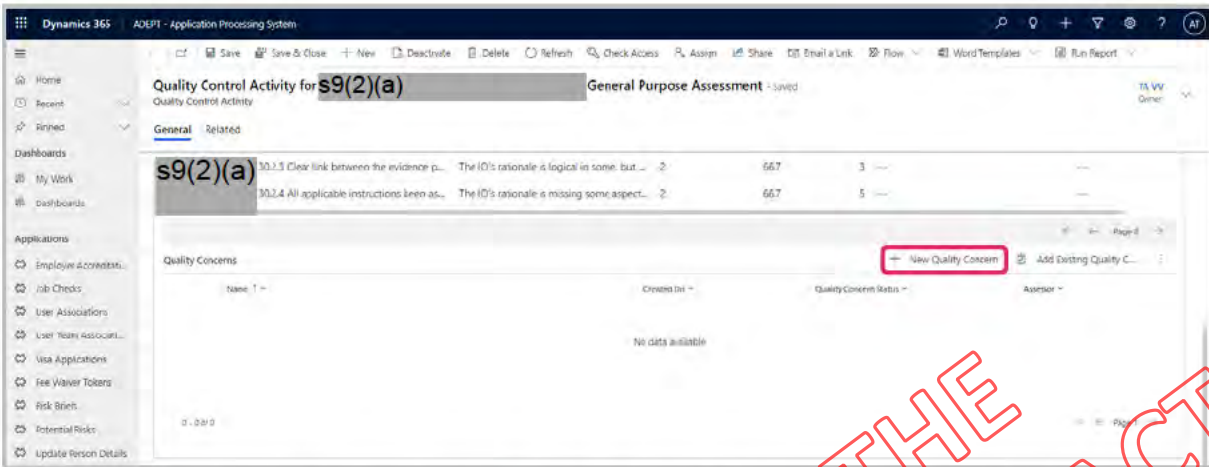 Dynamics 365 ADEPT - Application Processing System ? AT
Save Save & Close New Deactivate Delete Refresh Check Access Assign Share Email a Link Flow Word Templates Run Report
Home
Recent
Pinned
Dashboards
My Work
Dashboards
Applications
Employer Accreditati...
Job Checks
User Associations
User Team Associati...
Visa Applications
Fee Waiver Tokens
Risk Briefs
Potential Risks
Update Person Details
Quality Control Activity for s9(2)(a) General Purpose Assessment - Saved
Quality Control Activity
TA VV
Owner
General Related
s9(2)(a)
30.2.3 Clear link between the evidence p... The IO's rationale is logical in some, but ... 2 667 3 ---
30.2.4 All applicable instructions been as... The IO's rationale is missing some aspect... 2 667 5 ---
Quality Concerns + New Quality Concern Add Existing Quality C...
Name ↑ Created On Quality Concern Status Assessor
No data available
0 - 0 of 0 Page 1
THE
ACT